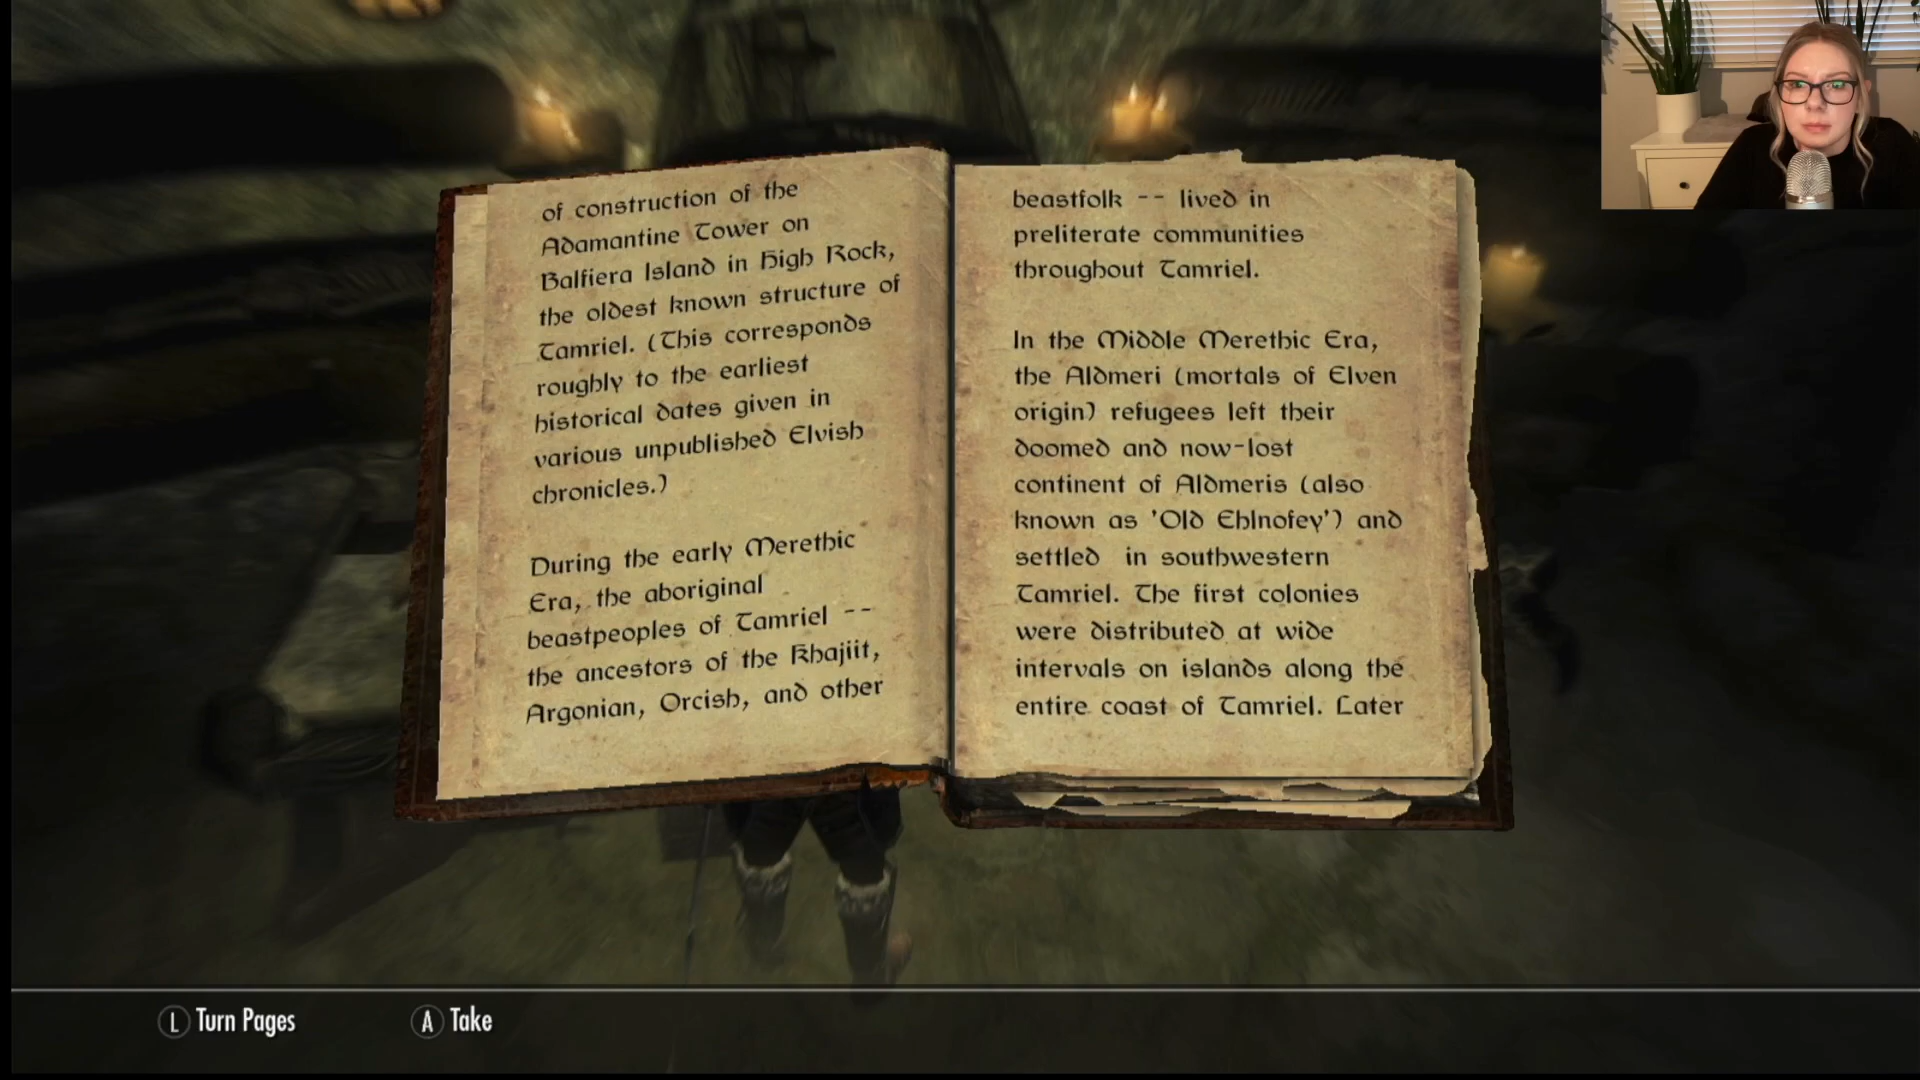 of construction of the
Adamantine Tower on
Balfiera Island in High Rock,
the oldest known structure of
Tamriel. (This corresponds
roughly to the earliest
historical dates given in
various unpublished Elvish
chronicles.)
During the early Merethic
Era, the aboriginal
beastpeoples of Tamriel --
the ancestors of the Khajiit,
Argonian, Orcish, and other
beastfolk -- lived in
preliterate communities
throughout Tamriel.
In the Middle Merethic Era,
the Aldmeri (mortals of Elven
origin) refugees left their
doomed and now-lost
continent of Aldmeris (also
known as 'Old Ehlnofey') and
settled in southwestern
Tamriel. The first colonies
were distributed at wide
intervals on islands along the
entire coast of Tamriel. Later
L Turn Pages
A Take